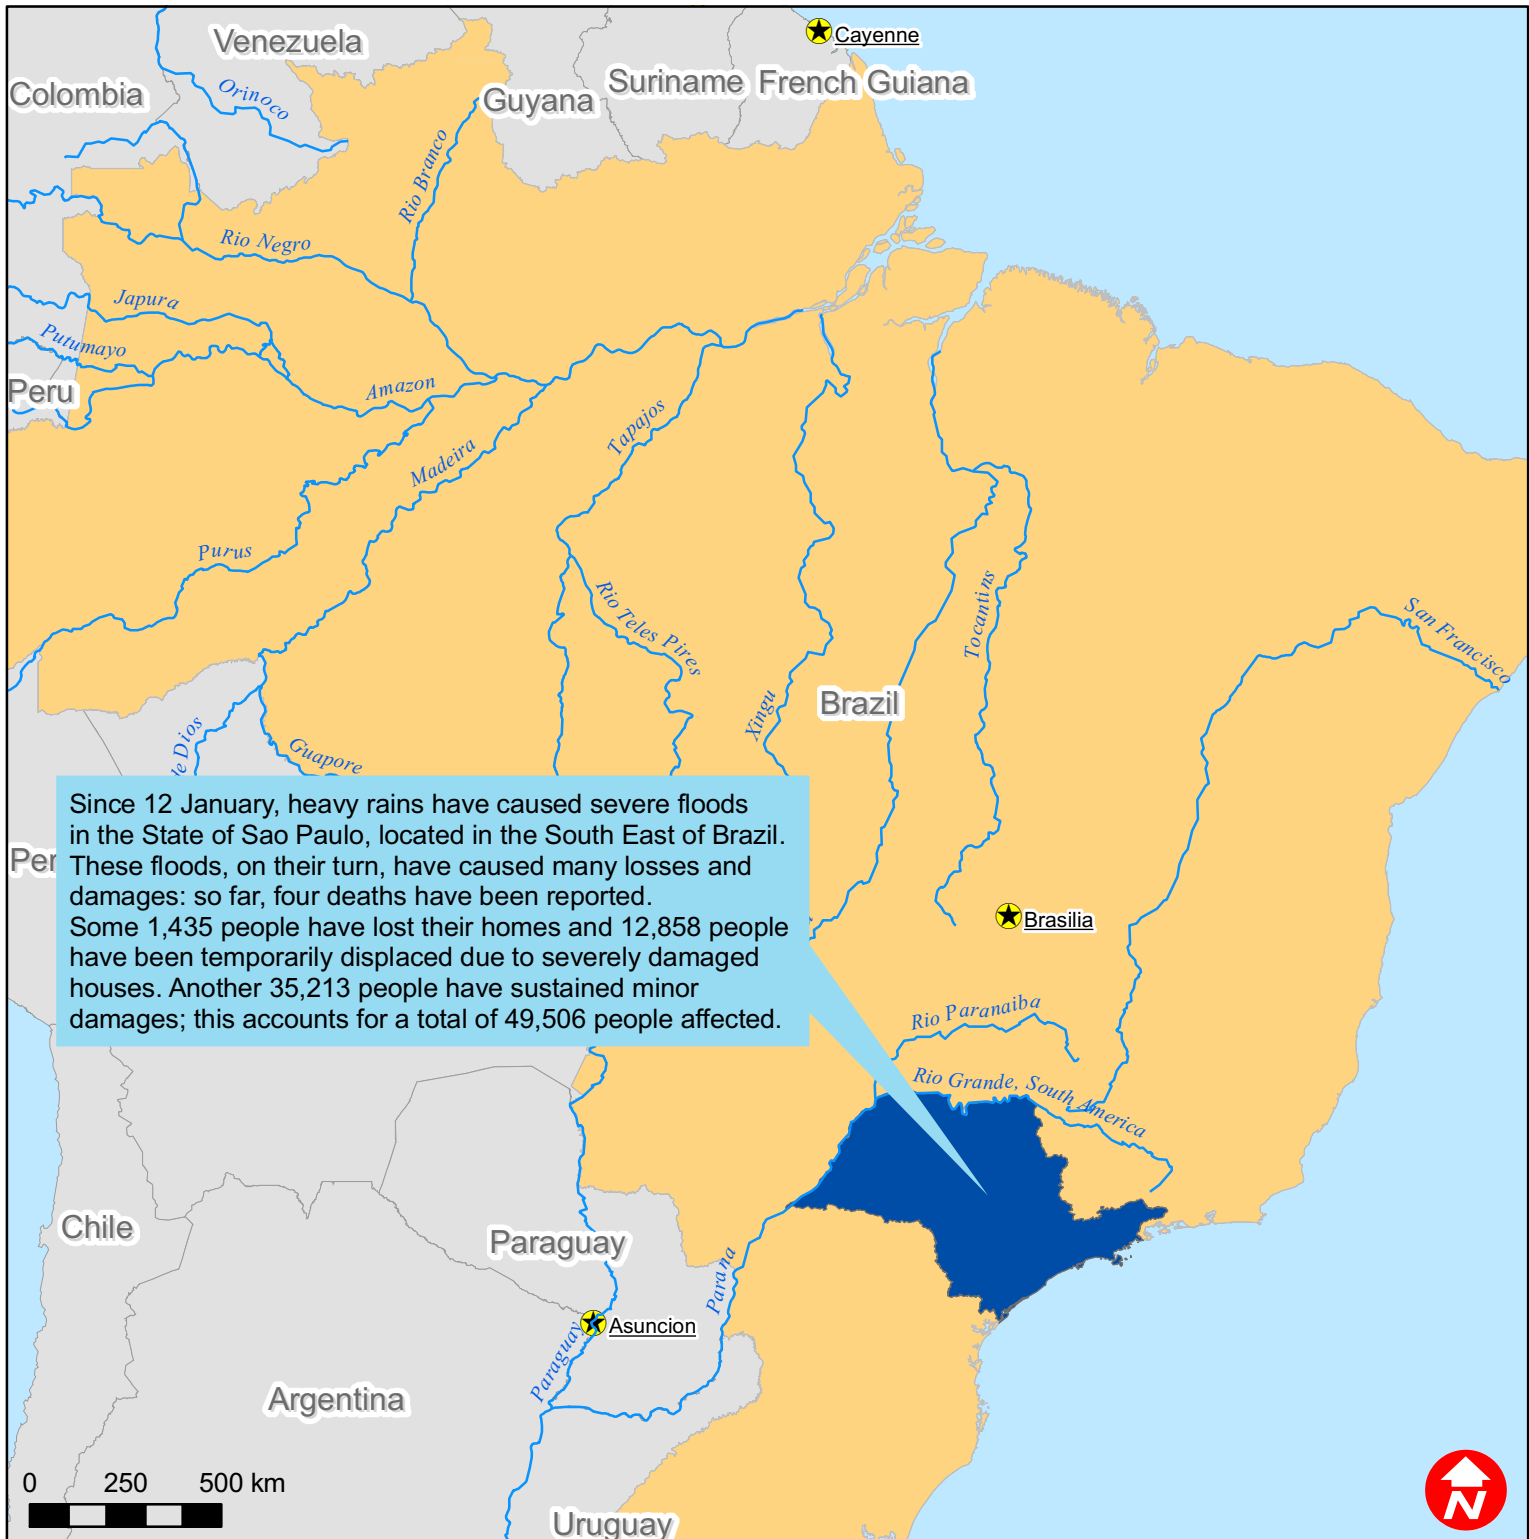 Venezuela
Cayenne
Colombia
Orinoco
Guyana
Suriname
French Guiana
Rio Branco
Rio Negro
Japura
Putumayo
Peru
Amazon
Tapajos
Madeira
Purus
Rio Teles Pires
Tocantins
San Francisco
Xingu
Brazil
de Dios
Guapore
Since 12 January, heavy rains have caused severe floods
in the State of Sao Paulo, located in the South East of Brazil.
These floods, on their turn, have caused many losses and
damages: so far, four deaths have been reported.
Some 1,435 people have lost their homes and 12,858 people
have been temporarily displaced due to severely damaged
houses. Another 35,213 people have sustained minor
damages; this accounts for a total of 49,506 people affected.
Per
Brasilia
Rio Paranaiba
Rio Grande, South America
Chile
Paraguay
Parana
Asuncion
Paraguay
Argentina
0 250 500 km
Uruguay
N